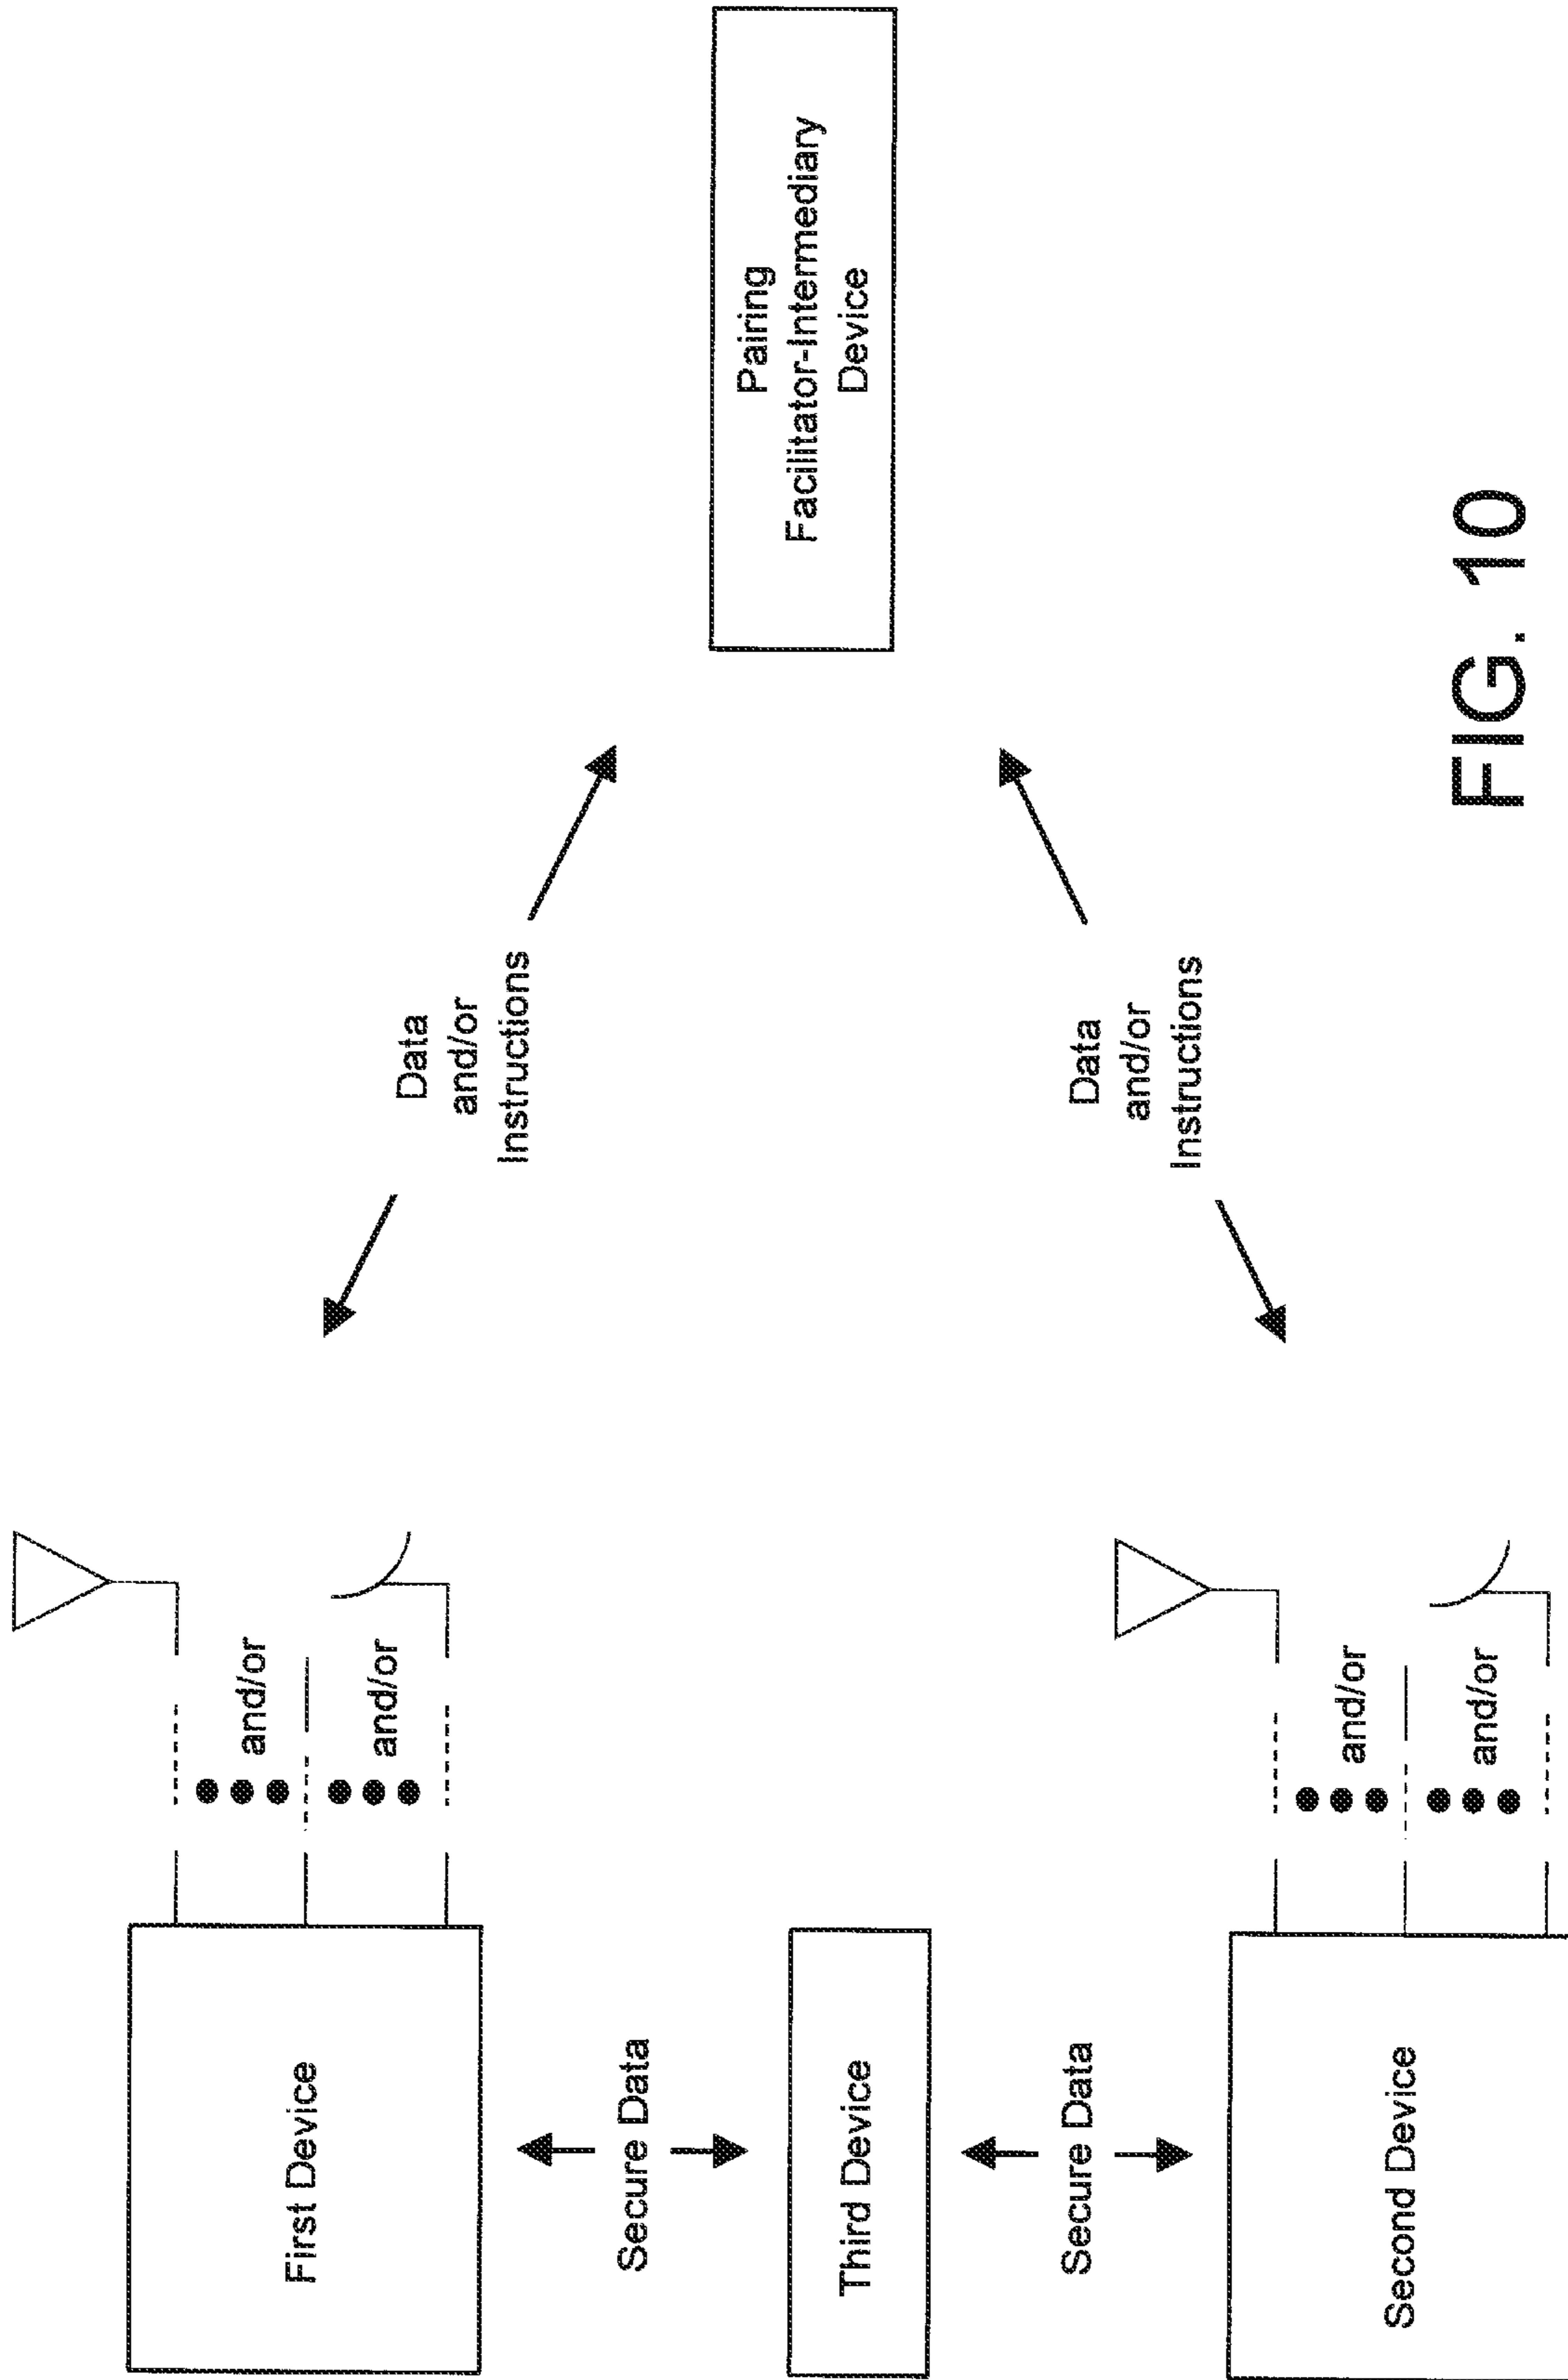 First Device
and/or
and/or
Secure Data
Data
and/or
Instructions
Third Device
Pairing
Facilitator-Intermediary
Device
Secure Data
Data
and/or
Instructions
Second Device
and/or
and/or
FIG. 10